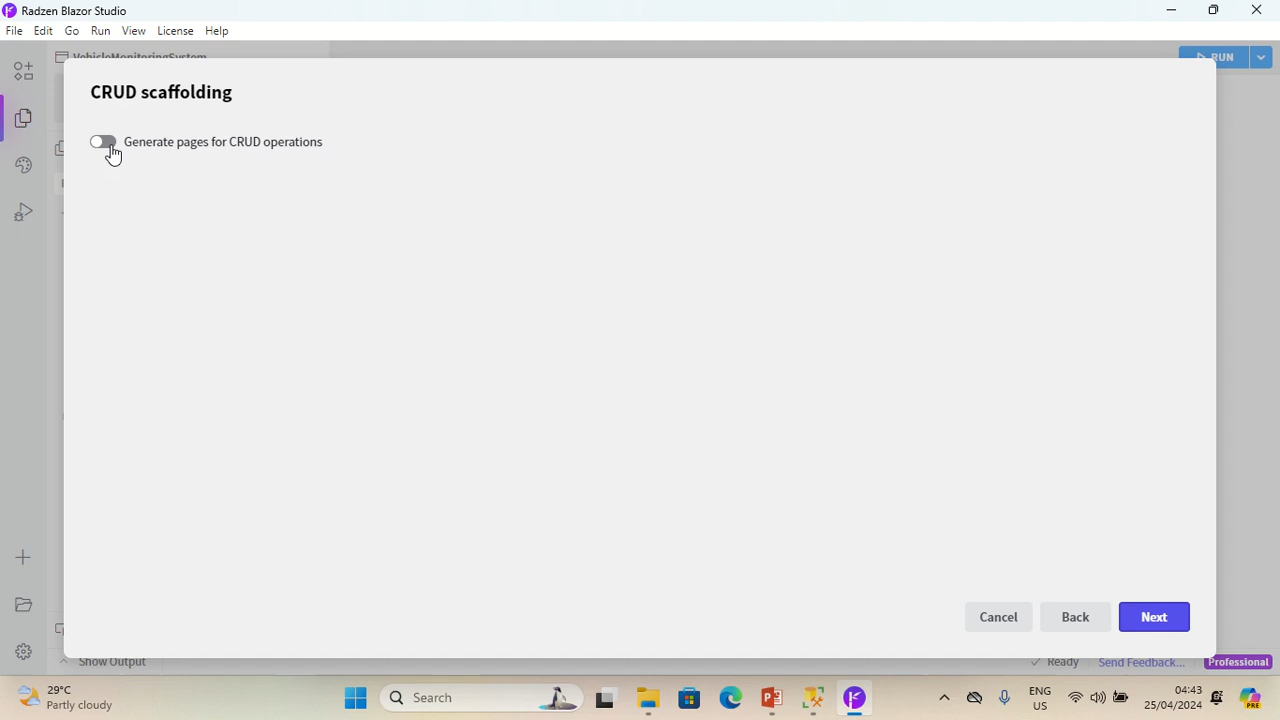 Radzen Blazor Studio
File Edit Go Run View License Help
VehicleMonitoringSystem
RUN
CRUD scaffolding
Generate pages for CRUD operations
Cancel Back Next
Show Output
Ready Send Feedback... Professional
29°C
Partly cloudy
Search
ENG
US
04:43
25/04/2024
PRE